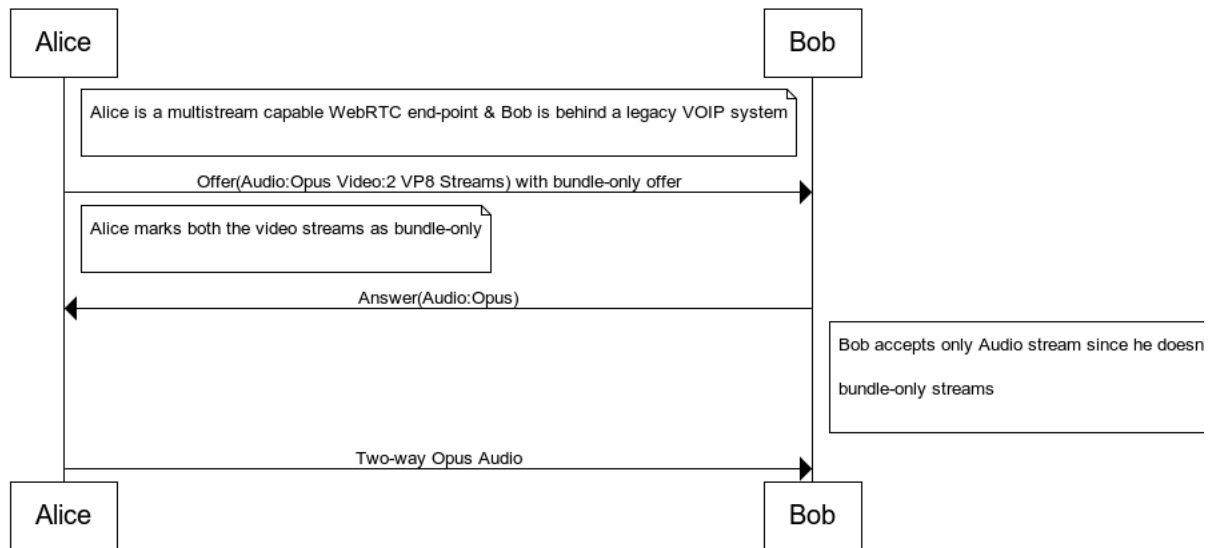 Alice
Bob
Alice is a multistream capable WebRTC end-point & Bob is behind a legacy VOIP system
Offer(Audio:Opus Video:2 VP8 Streams) with bundle-only offer
Alice marks both the video streams as bundle-only
Answer(Audio:Opus)
Bob accepts only Audio stream since he doesn
bundle-only streams
Two-way Opus Audio
Alice
Bob